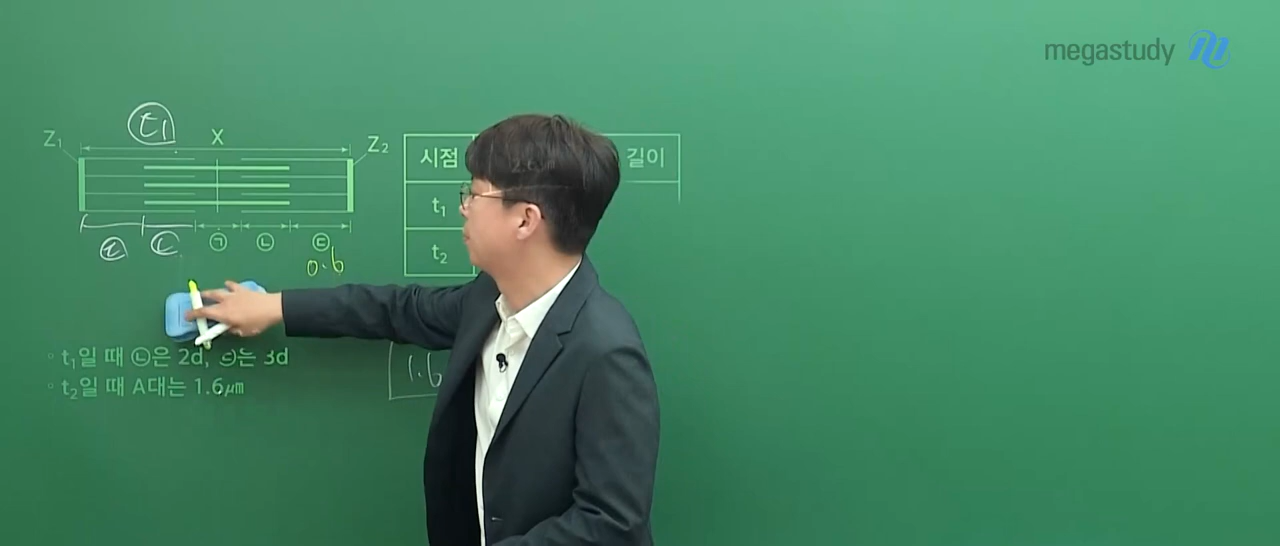 megastudy
t₁
X
Z₁
Z₂
시점
길이
t₁
t₂
㉢ ㉡ ㉠ ㉡ ㉢
0.6
◦ t₁일 때 ㉡은 2d, ㉢는 3d
◦ t₂일 때 A대는 1.6㎛
1.6